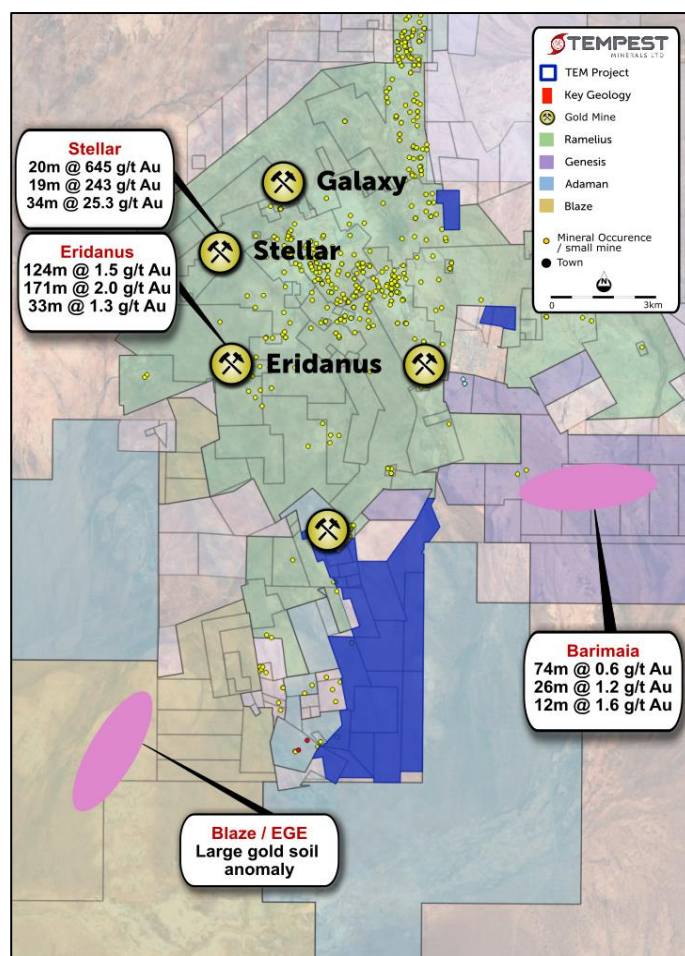 TEMPEST
MINERALS LTD
TEM Project
Key Geology
Gold Mine
Ramelius
Genesis
Adaman
Blaze
Mineral Occurence
/ small mine
Town
N
0 3km
Stellar
20m @ 645 g/t Au
19m @ 243 g/t Au
34m @ 25.3 g/t Au
Galaxy
Stellar
Eridanus
124m @ 1.5 g/t Au
171m @ 2.0 g/t Au
33m @ 1.3 g/t Au
Eridanus
Barimaia
74m @ 0.6 g/t Au
26m @ 1.2 g/t Au
12m @ 1.6 g/t Au
Blaze / EGE
Large gold soil
anomaly